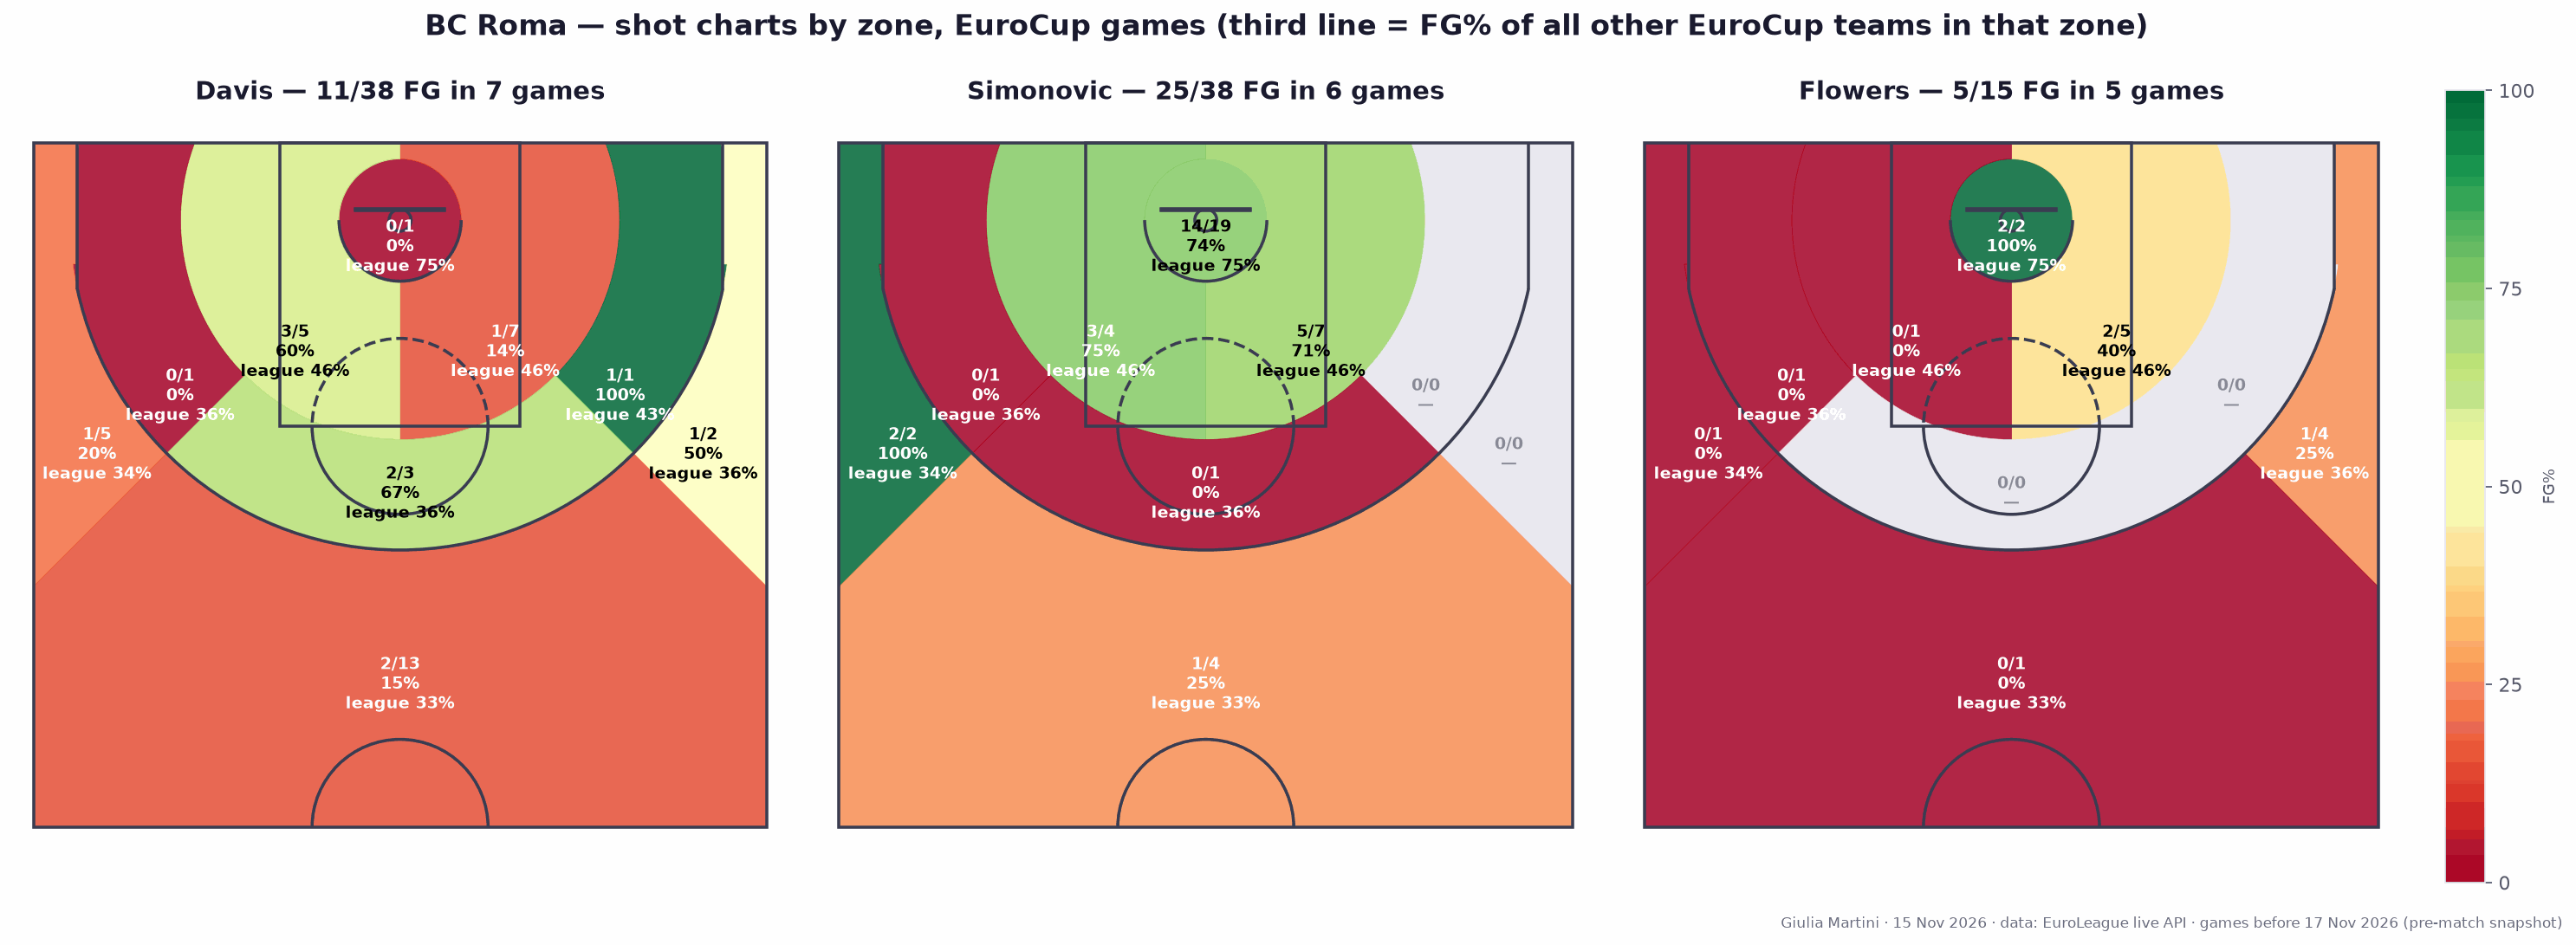 BC Roma — shot charts by zone, EuroCup games (third line = FG% of all other EuroCup teams in that zone)
Davis — 11/38 FG in 7 games
0/1
0%
league 75%
3/5
60%
league 46%
1/7
14%
league 46%
0/1
0%
league 36%
1/1
100%
league 43%
1/5
20%
league 34%
1/2
50%
league 36%
2/3
67%
league 36%
2/13
15%
league 33%
Simonovic — 25/38 FG in 6 games
14/19
74%
league 75%
3/4
75%
league 46%
5/7
71%
league 46%
0/1
0%
league 36%
0/0
—
2/2
100%
league 34%
0/0
—
0/1
0%
league 36%
1/4
25%
league 33%
Flowers — 5/15 FG in 5 games
2/2
100%
league 75%
0/1
0%
league 46%
2/5
40%
league 46%
0/1
0%
league 36%
0/0
—
0/1
0%
league 34%
1/4
25%
league 36%
0/0
—
0/1
0%
league 33%
100
75
50
25
0
FG%
Giulia Martini · 15 Nov 2026 · data: EuroLeague live API · games before 17 Nov 2026 (pre-match snapshot)